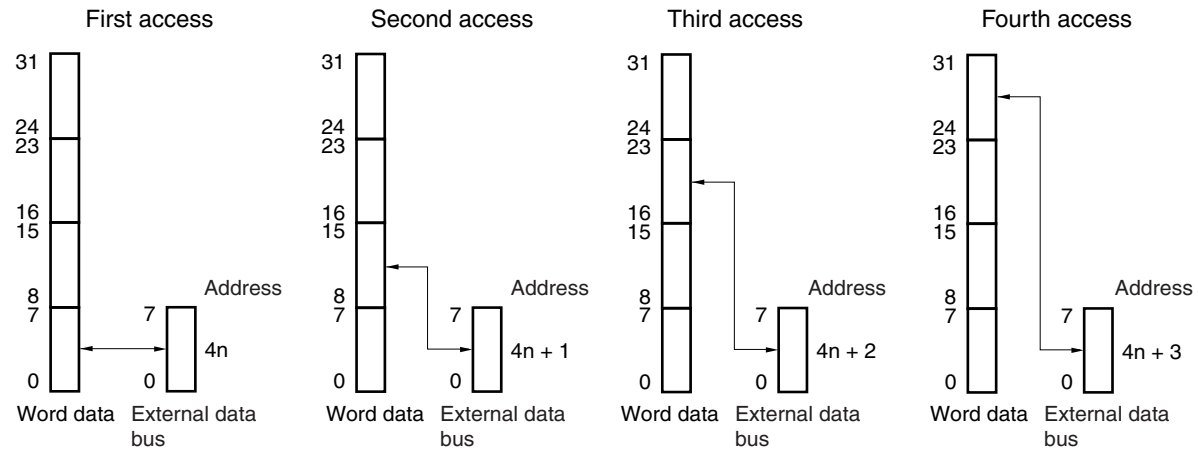 First access
31
24
23
16
15
8
7
0
Address
7
4n
0
Word data
External data
bus
Second access
31
24
23
16
15
8
7
0
Address
7
4n + 1
0
Word data
External data
bus
Third access
31
24
23
16
15
8
7
0
Address
7
4n + 2
0
Word data
External data
bus
Fourth access
31
24
23
16
15
8
7
0
Address
7
4n + 3
0
Word data
External data
bus